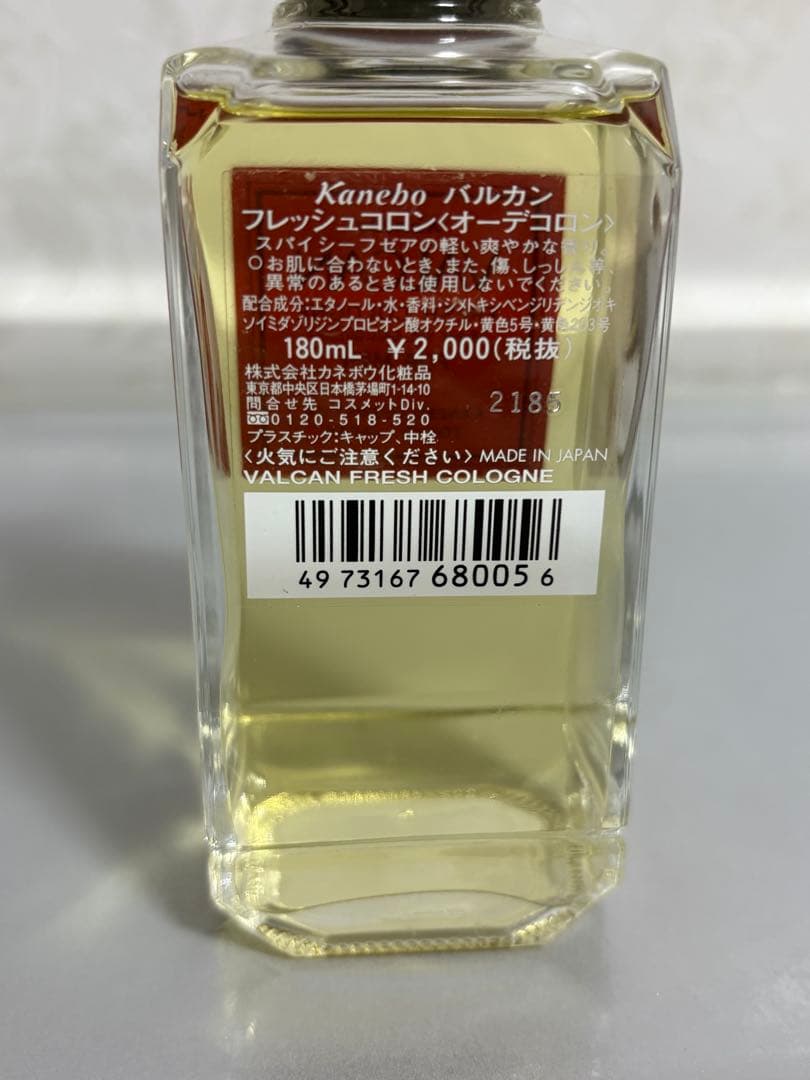 Kanebo バルカン
フレッシュコロン〈オーデコロン〉
スパイシーフゼアの軽い爽やかな香り。
○お肌に合わないとき、また、傷、しっしん等、
異常のあるときは使用しないでください。
配合成分:エタノール・水・香料・ジメトキシベンジリデンジオキ
ソイミダゾリジンプロピオン酸オクチル・黄色5号・黄色203号
180mL ￥2,000(税抜)
株式会社カネボウ化粧品
東京都中央区日本橋茅場町1-14-10
問合せ先 コスメットDiv. 2185
0120-518-520
プラスチック:キャップ、中栓
〈火気にご注意ください〉 MADE IN JAPAN
VALCAN FRESH COLOGNE
49 73167 68005 6